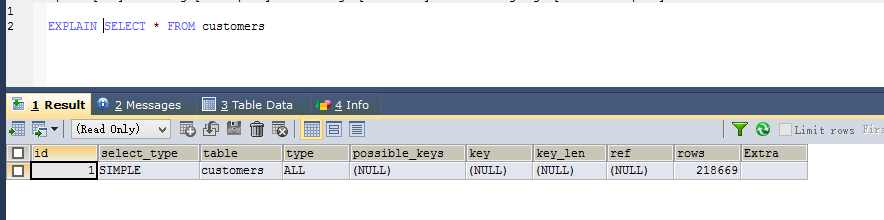 1
2 EXPLAIN SELECT * FROM customers
1 Result 2 Messages 3 Table Data 4 Info
(Read Only) Limit rows Firs
id select_type table type possible_keys key key_len ref rows Extra
1 SIMPLE customers ALL (NULL) (NULL) (NULL) (NULL) 218669